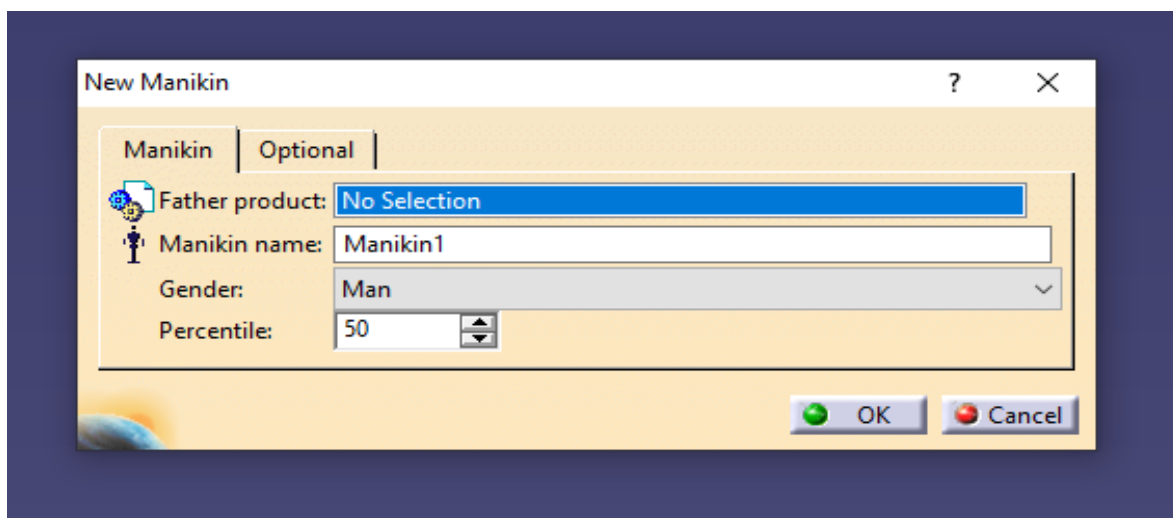 New Manikin ?
Manikin Optional
Father product: No Selection
Manikin name: Manikin1
Gender: Man
Percentile: 50
OK Cancel